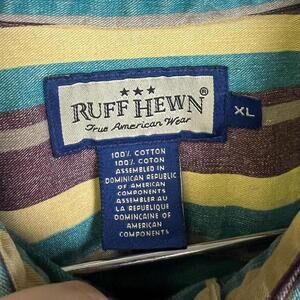 ★★★
RUFF HEWN®
True American Wear
XL
100% COTTON
100% COTON
ASSEMBLED IN
DOMINICAN REPUBLIC
OF AMERICAN
COMPONENTS
ASSEMBLER AU
LA REPUBLIQUE
DOMINCAINE OF
AMERICAN
COMPONENTS